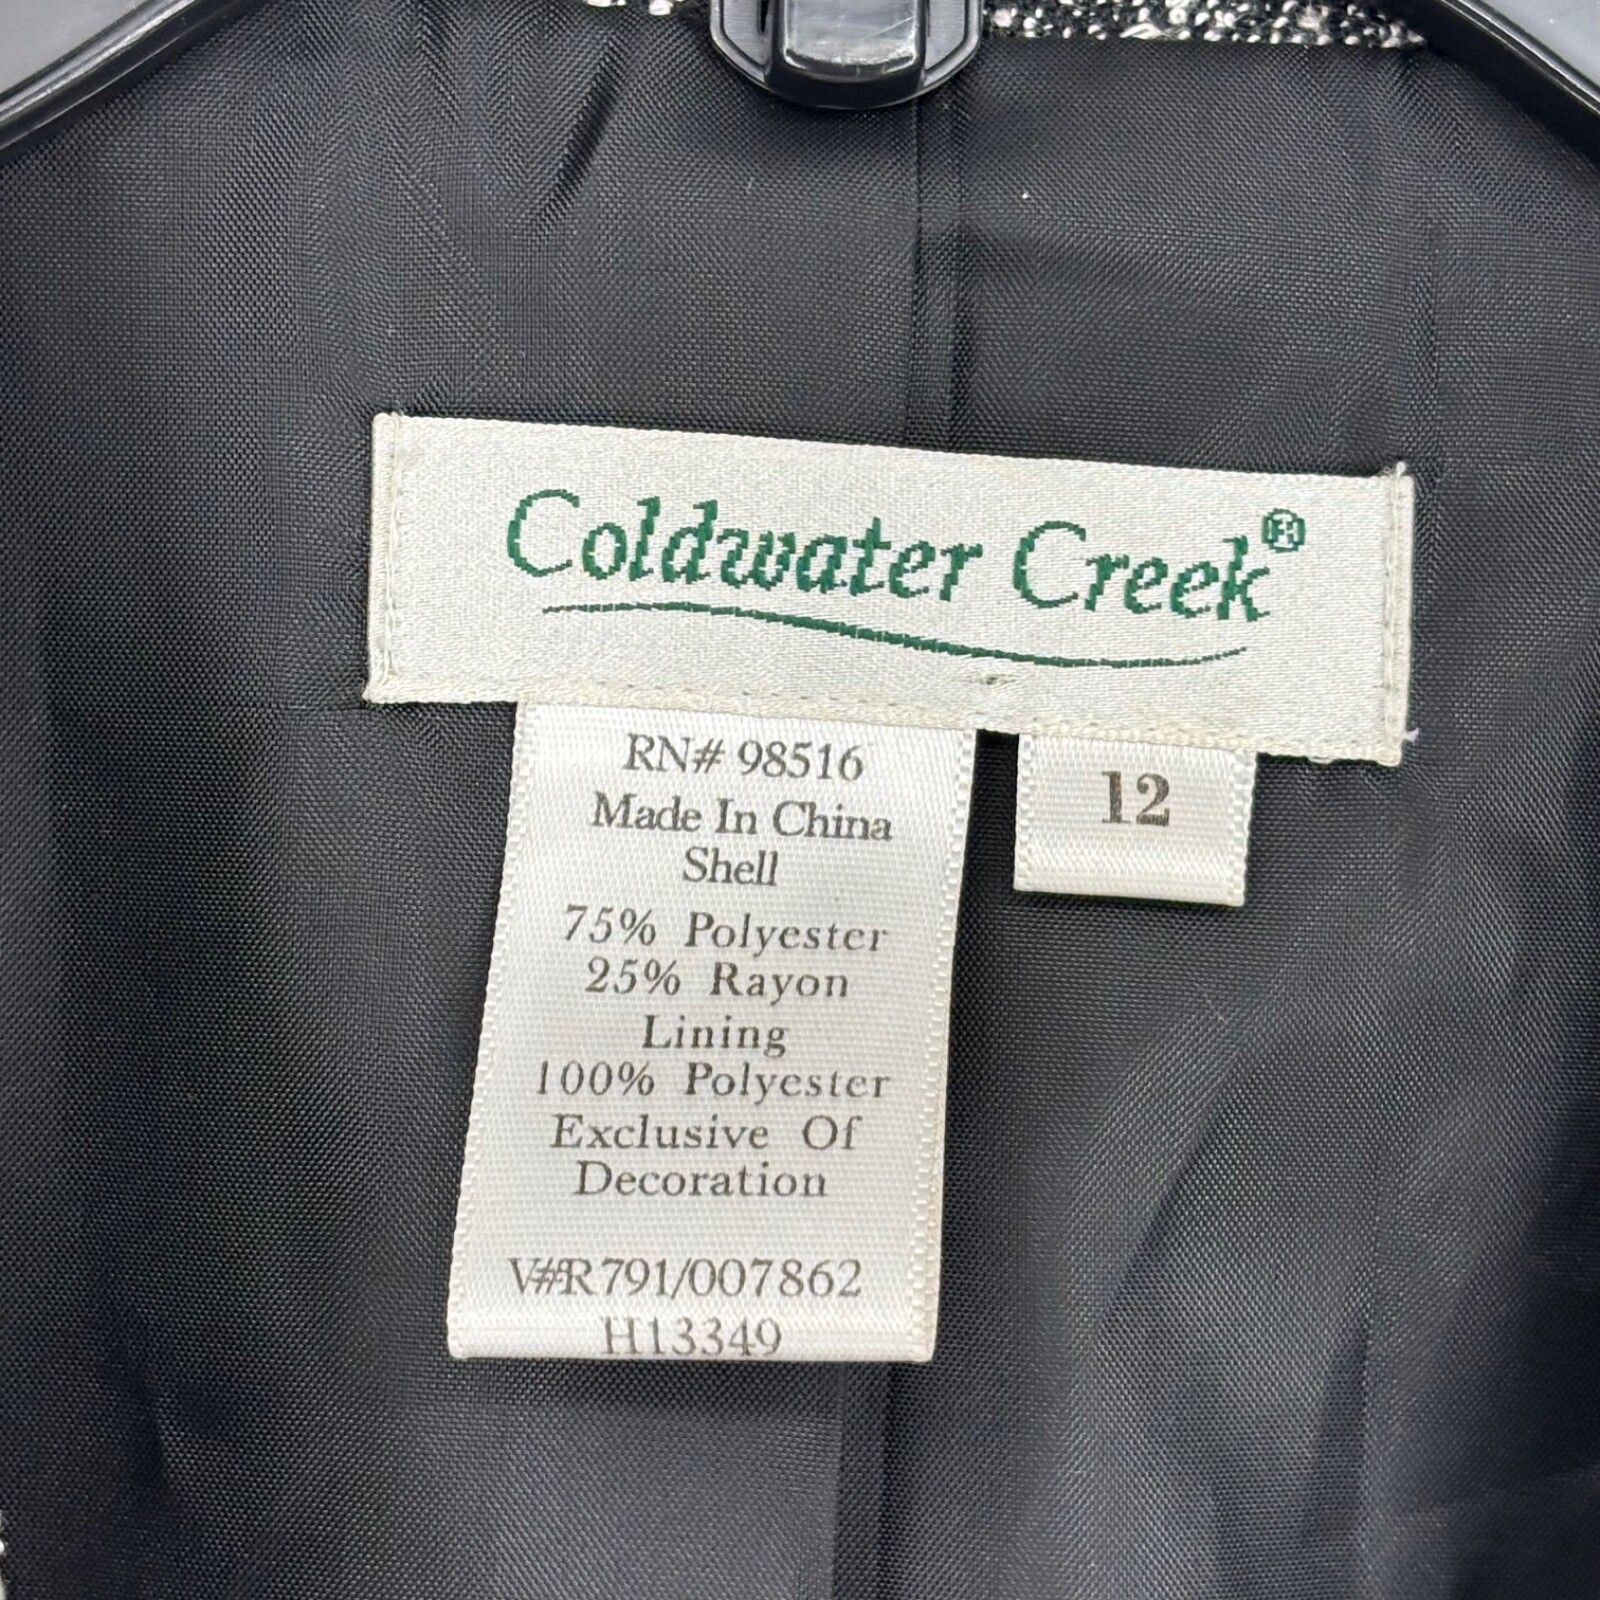 Coldwater Creek®
RN# 98516
Made In China
Shell
75% Polyester
25% Rayon
Lining
100% Polyester
Exclusive Of
Decoration
V#R791/007862
H13349
12